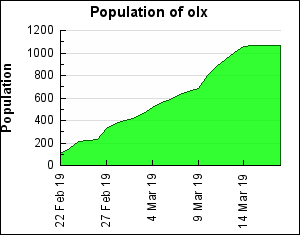 Population of olx
Population
1200
1000
800
600
400
200
0
22 Feb 19
27 Feb 19
4 Mar 19
9 Mar 19
14 Mar 19